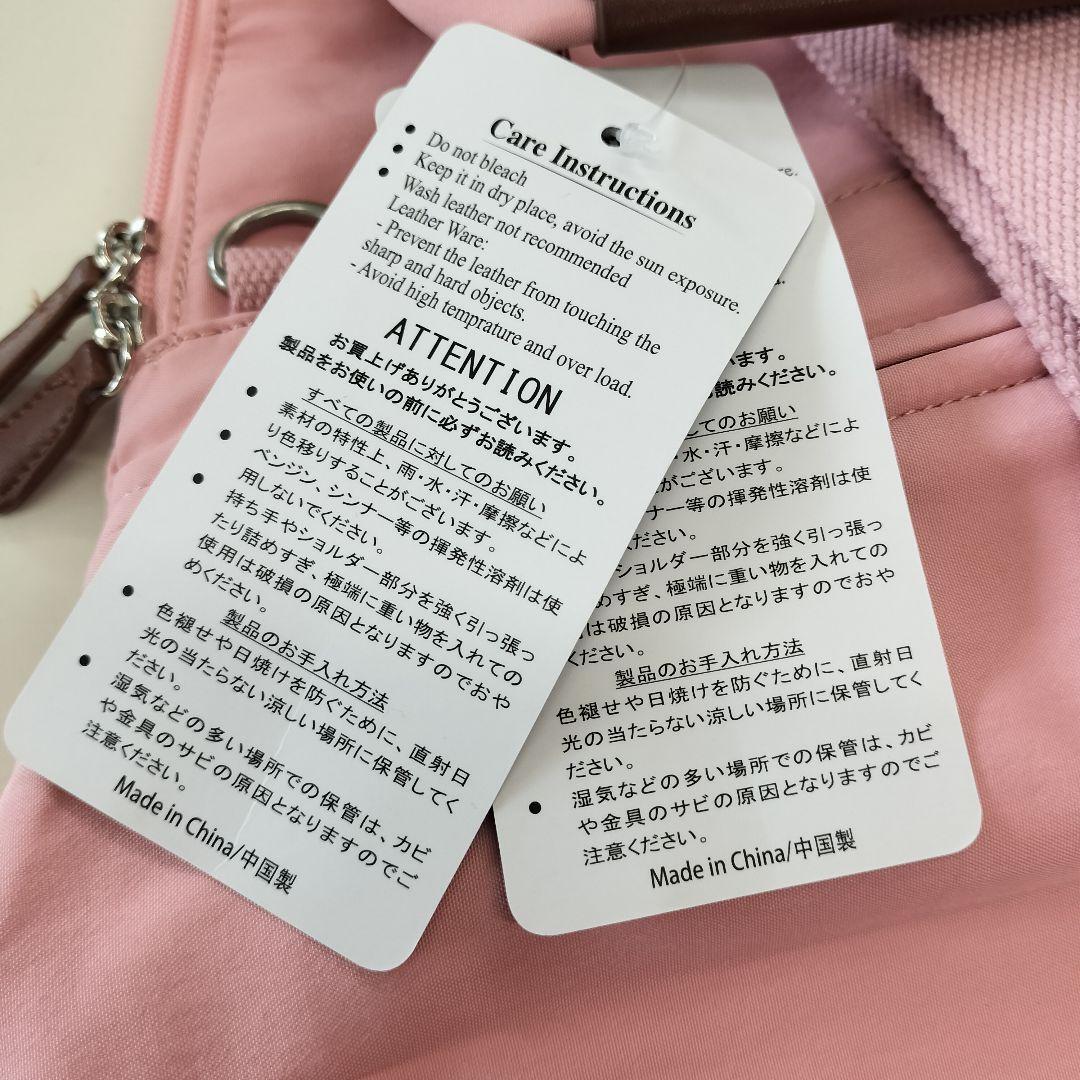 Care Instructions
Do not bleach
Keep it in dry place, avoid the sun exposure.
Wash leather not recommended
Leather Ware:
- Prevent the leather from touching the
sharp and hard objects.
- Avoid high temprature and over load.
ATTENTION
お買上げありがとうございます。
製品をお使いの前に必ずお読みください。
すべての製品に対してのお願い
素材の特性上、雨・水・汗・摩擦などによ
り色移りすることがございます。
ベンジン、シンナー等の揮発性溶剤は使
用しないでください。
持ち手やショルダー部分を強く引っ張っ
たり詰めすぎ、極端に重い物を入れての
使用は破損の原因となりますのでおや
めください。
製品のお手入れ方法
色褪せや日焼けを防ぐために、直射日
光の当たらない涼しい場所に保管してく
ださい。
湿気などの多い場所での保管は、カビ
や金具のサビの原因となりますのでご
注意ください。
Made in China/中国製
います。
お読みください。
ってのお願い
水・汗・摩擦などによ
がございます。
ナー等の揮発性溶剤は使
ください。
ショルダー部分を強く引っ張っ
めすぎ、極端に重い物を入れての
は破損の原因となりますのでおや
ください。
製品のお手入れ方法
色褪せや日焼けを防ぐために、直射日
光の当たらない涼しい場所に保管してく
ださい。
湿気などの多い場所での保管は、カビ
や金具のサビの原因となりますのでご
注意ください。
Made in China/中国製